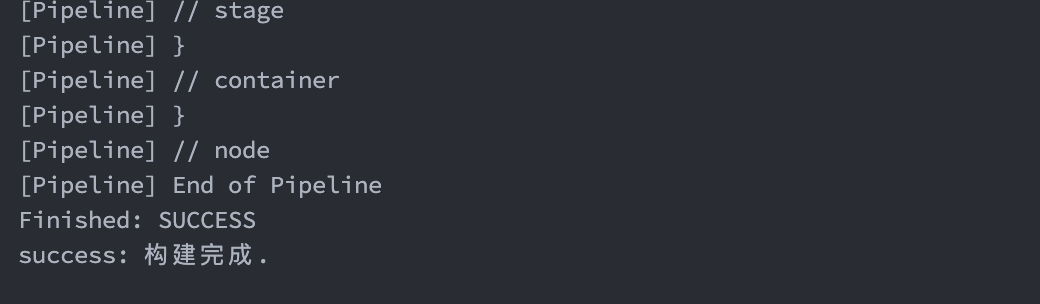 [Pipeline] // stage
[Pipeline] }
[Pipeline] // container
[Pipeline] }
[Pipeline] // node
[Pipeline] End of Pipeline
Finished: SUCCESS
success: 构建完成.